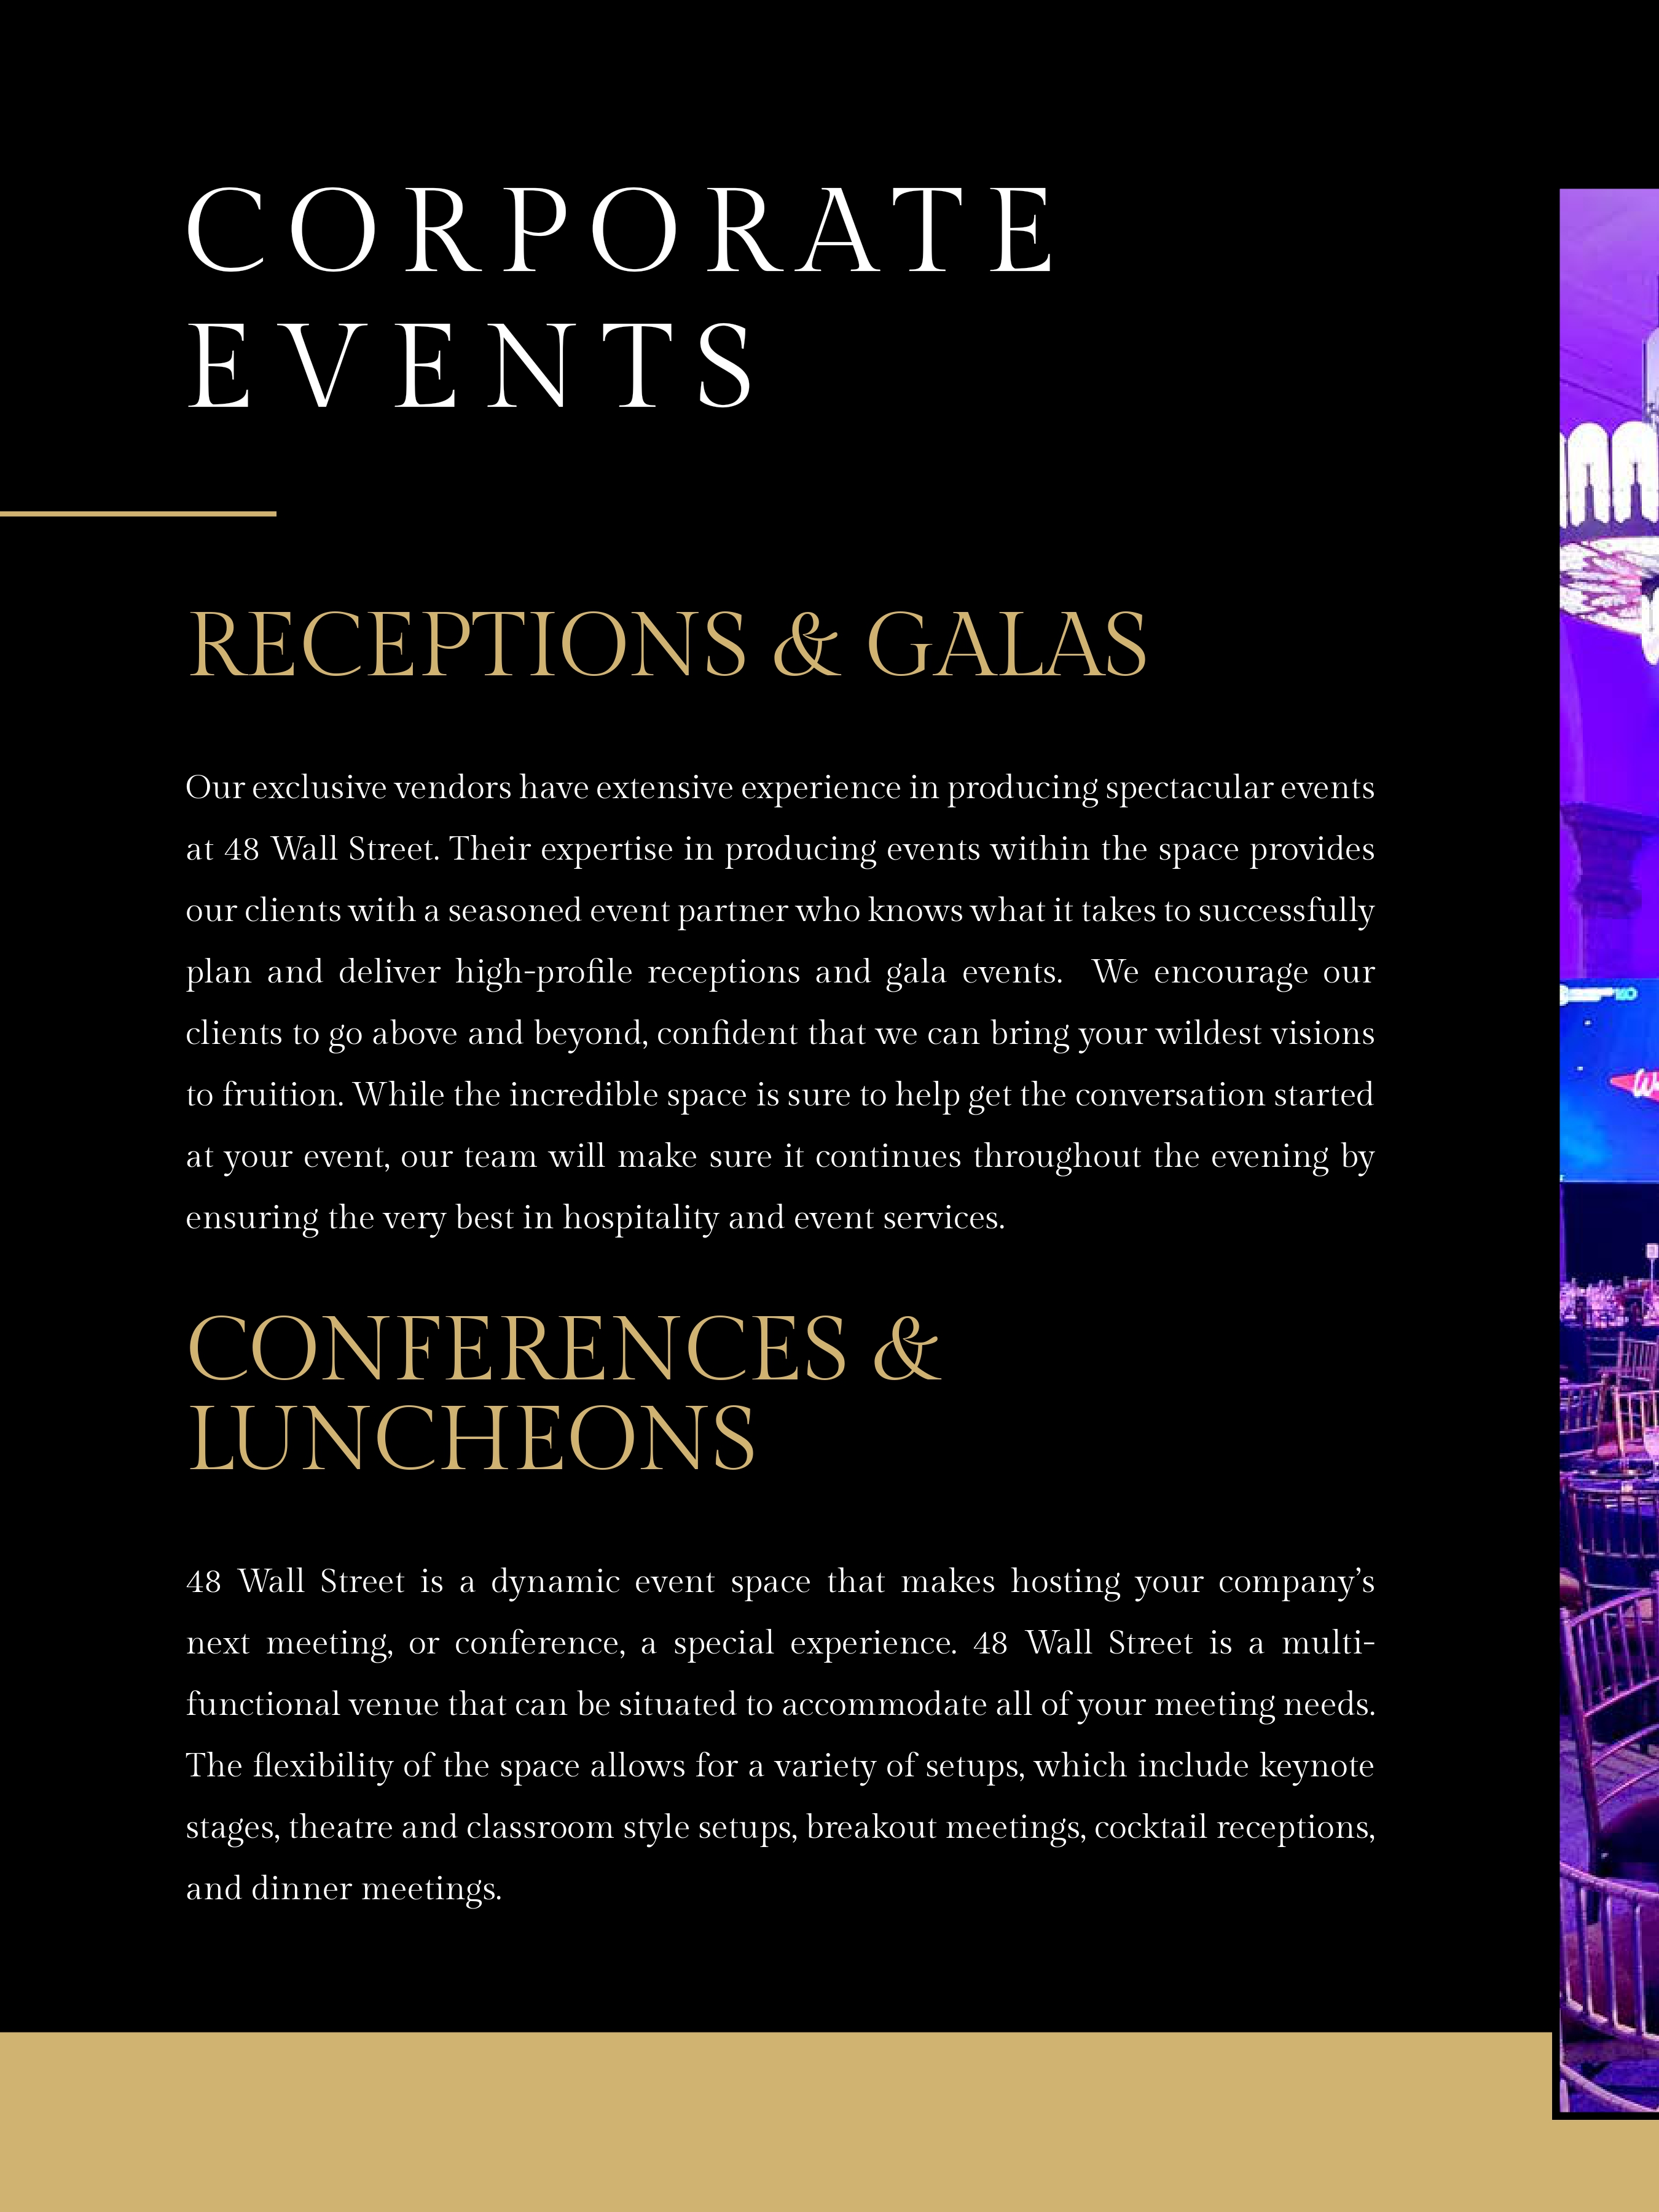 CORPORATE
EVENTS
RECEPTIONS & GALAS
Our exclusive vendors have extensive experience in producing spectacular events
at 48 Wall Street. Their expertise in producing events within the space provides
our clients with a seasoned event partner who knows what it takes to successfully
plan and deliver high-profile receptions and gala events.  We encourage our
clients to go above and beyond, confident that we can bring your wildest visions
to fruition. While the incredible space is sure to help get the conversation started
at your event, our team will make sure it continues throughout the evening by
ensuring the very best in hospitality and event services.
CONFERENCES &
LUNCHEONS
48 Wall Street is a dynamic event space that makes hosting your company’s
next meeting, or conference, a special experience. 48 Wall Street is a multi-
functional venue that can be situated to accommodate all of your meeting needs.
The flexibility of the space allows for a variety of setups, which include keynote
stages, theatre and classroom style setups, breakout meetings, cocktail receptions,
and dinner meetings.